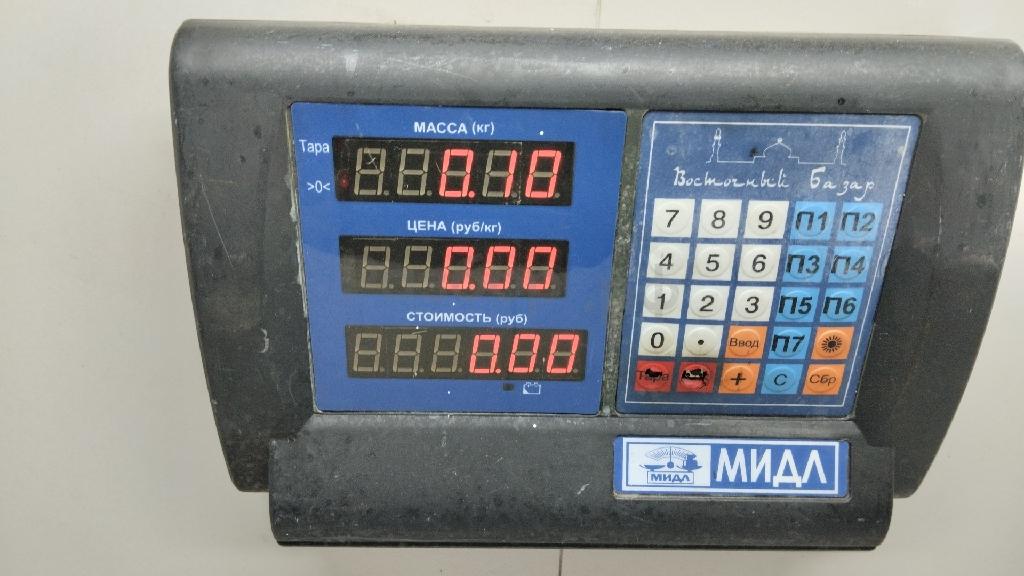 МАССА (кг)
Тара
>0<
0.10
ЦЕНА (руб/кг)
0.00
СТОИМОСТЬ (руб)
0.00
Восточный Базар
7 8 9 П1 П2
4 5 6 П3 П4
1 2 3 П5 П6
0 . Ввод П7
Тара + С Сбр
МИДЛ МИДЛ